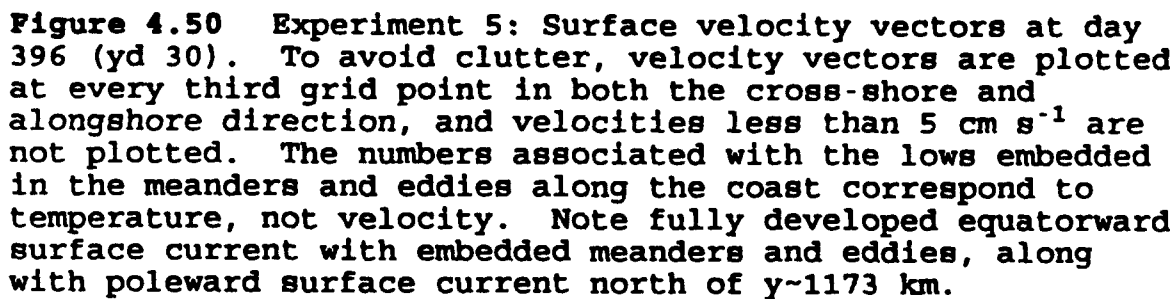 Figure 4.50 Experiment 5: Surface velocity vectors at day
396 (yd 30). To avoid clutter, velocity vectors are plotted
at every third grid point in both the cross-shore and
alongshore direction, and velocities less than 5 cm s⁻¹ are
not plotted. The numbers associated with the lows embedded
in the meanders and eddies along the coast correspond to
temperature, not velocity. Note fully developed equatorward
surface current with embedded meanders and eddies, along
with poleward surface current north of y~1173 km.